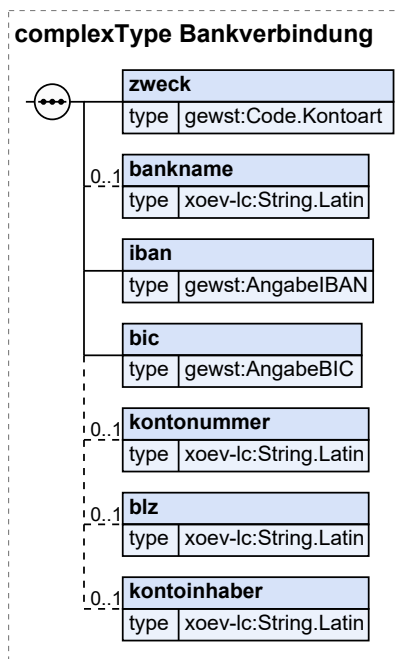 complexType Bankverbindung
zweck
type gewst:Code.Kontoart
0..1 bankname
type xoev-lc:String.Latin
iban
type gewst:AngabeIBAN
bic
type gewst:AngabeBIC
0..1 kontonummer
type xoev-lc:String.Latin
0..1 blz
type xoev-lc:String.Latin
0..1 kontoinhaber
type xoev-lc:String.Latin